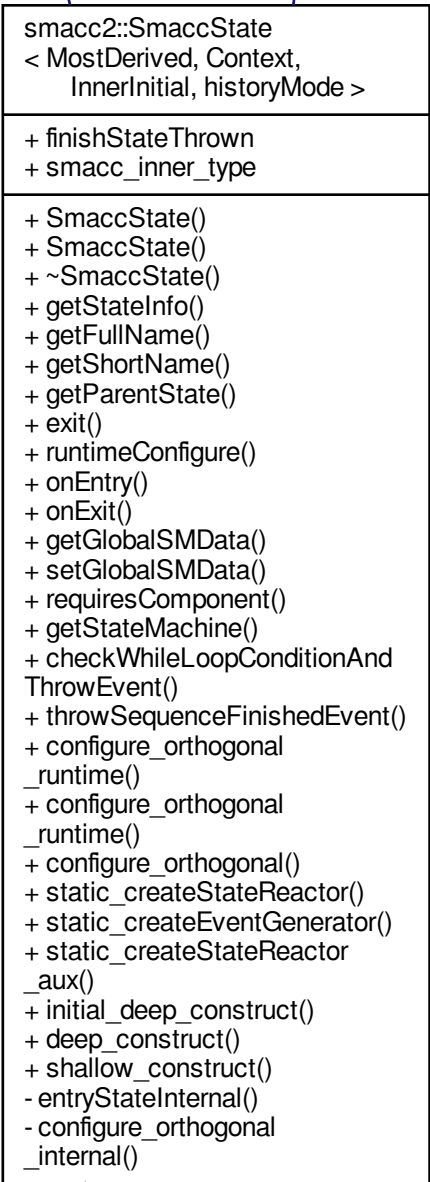 smacc2::SmaccState
< MostDerived, Context,
InnerInitial, historyMode >
+ finishStateThrown
+ smacc_inner_type
+ SmaccState()
+ SmaccState()
+ ~SmaccState()
+ getStateInfo()
+ getFullName()
+ getShortName()
+ getParentState()
+ exit()
+ runtimeConfigure()
+ onEntry()
+ onExit()
+ getGlobalSMData()
+ setGlobalSMData()
+ requiresComponent()
+ getStateMachine()
+ checkWhileLoopConditionAnd
ThrowEvent()
+ throwSequenceFinishedEvent()
+ configure_orthogonal
_runtime()
+ configure_orthogonal
_runtime()
+ configure_orthogonal()
+ static_createStateReactor()
+ static_createEventGenerator()
+ static_createStateReactor
_aux()
+ initial_deep_construct()
+ deep_construct()
+ shallow_construct()
- entryStateInternal()
- configure_orthogonal
_internal()